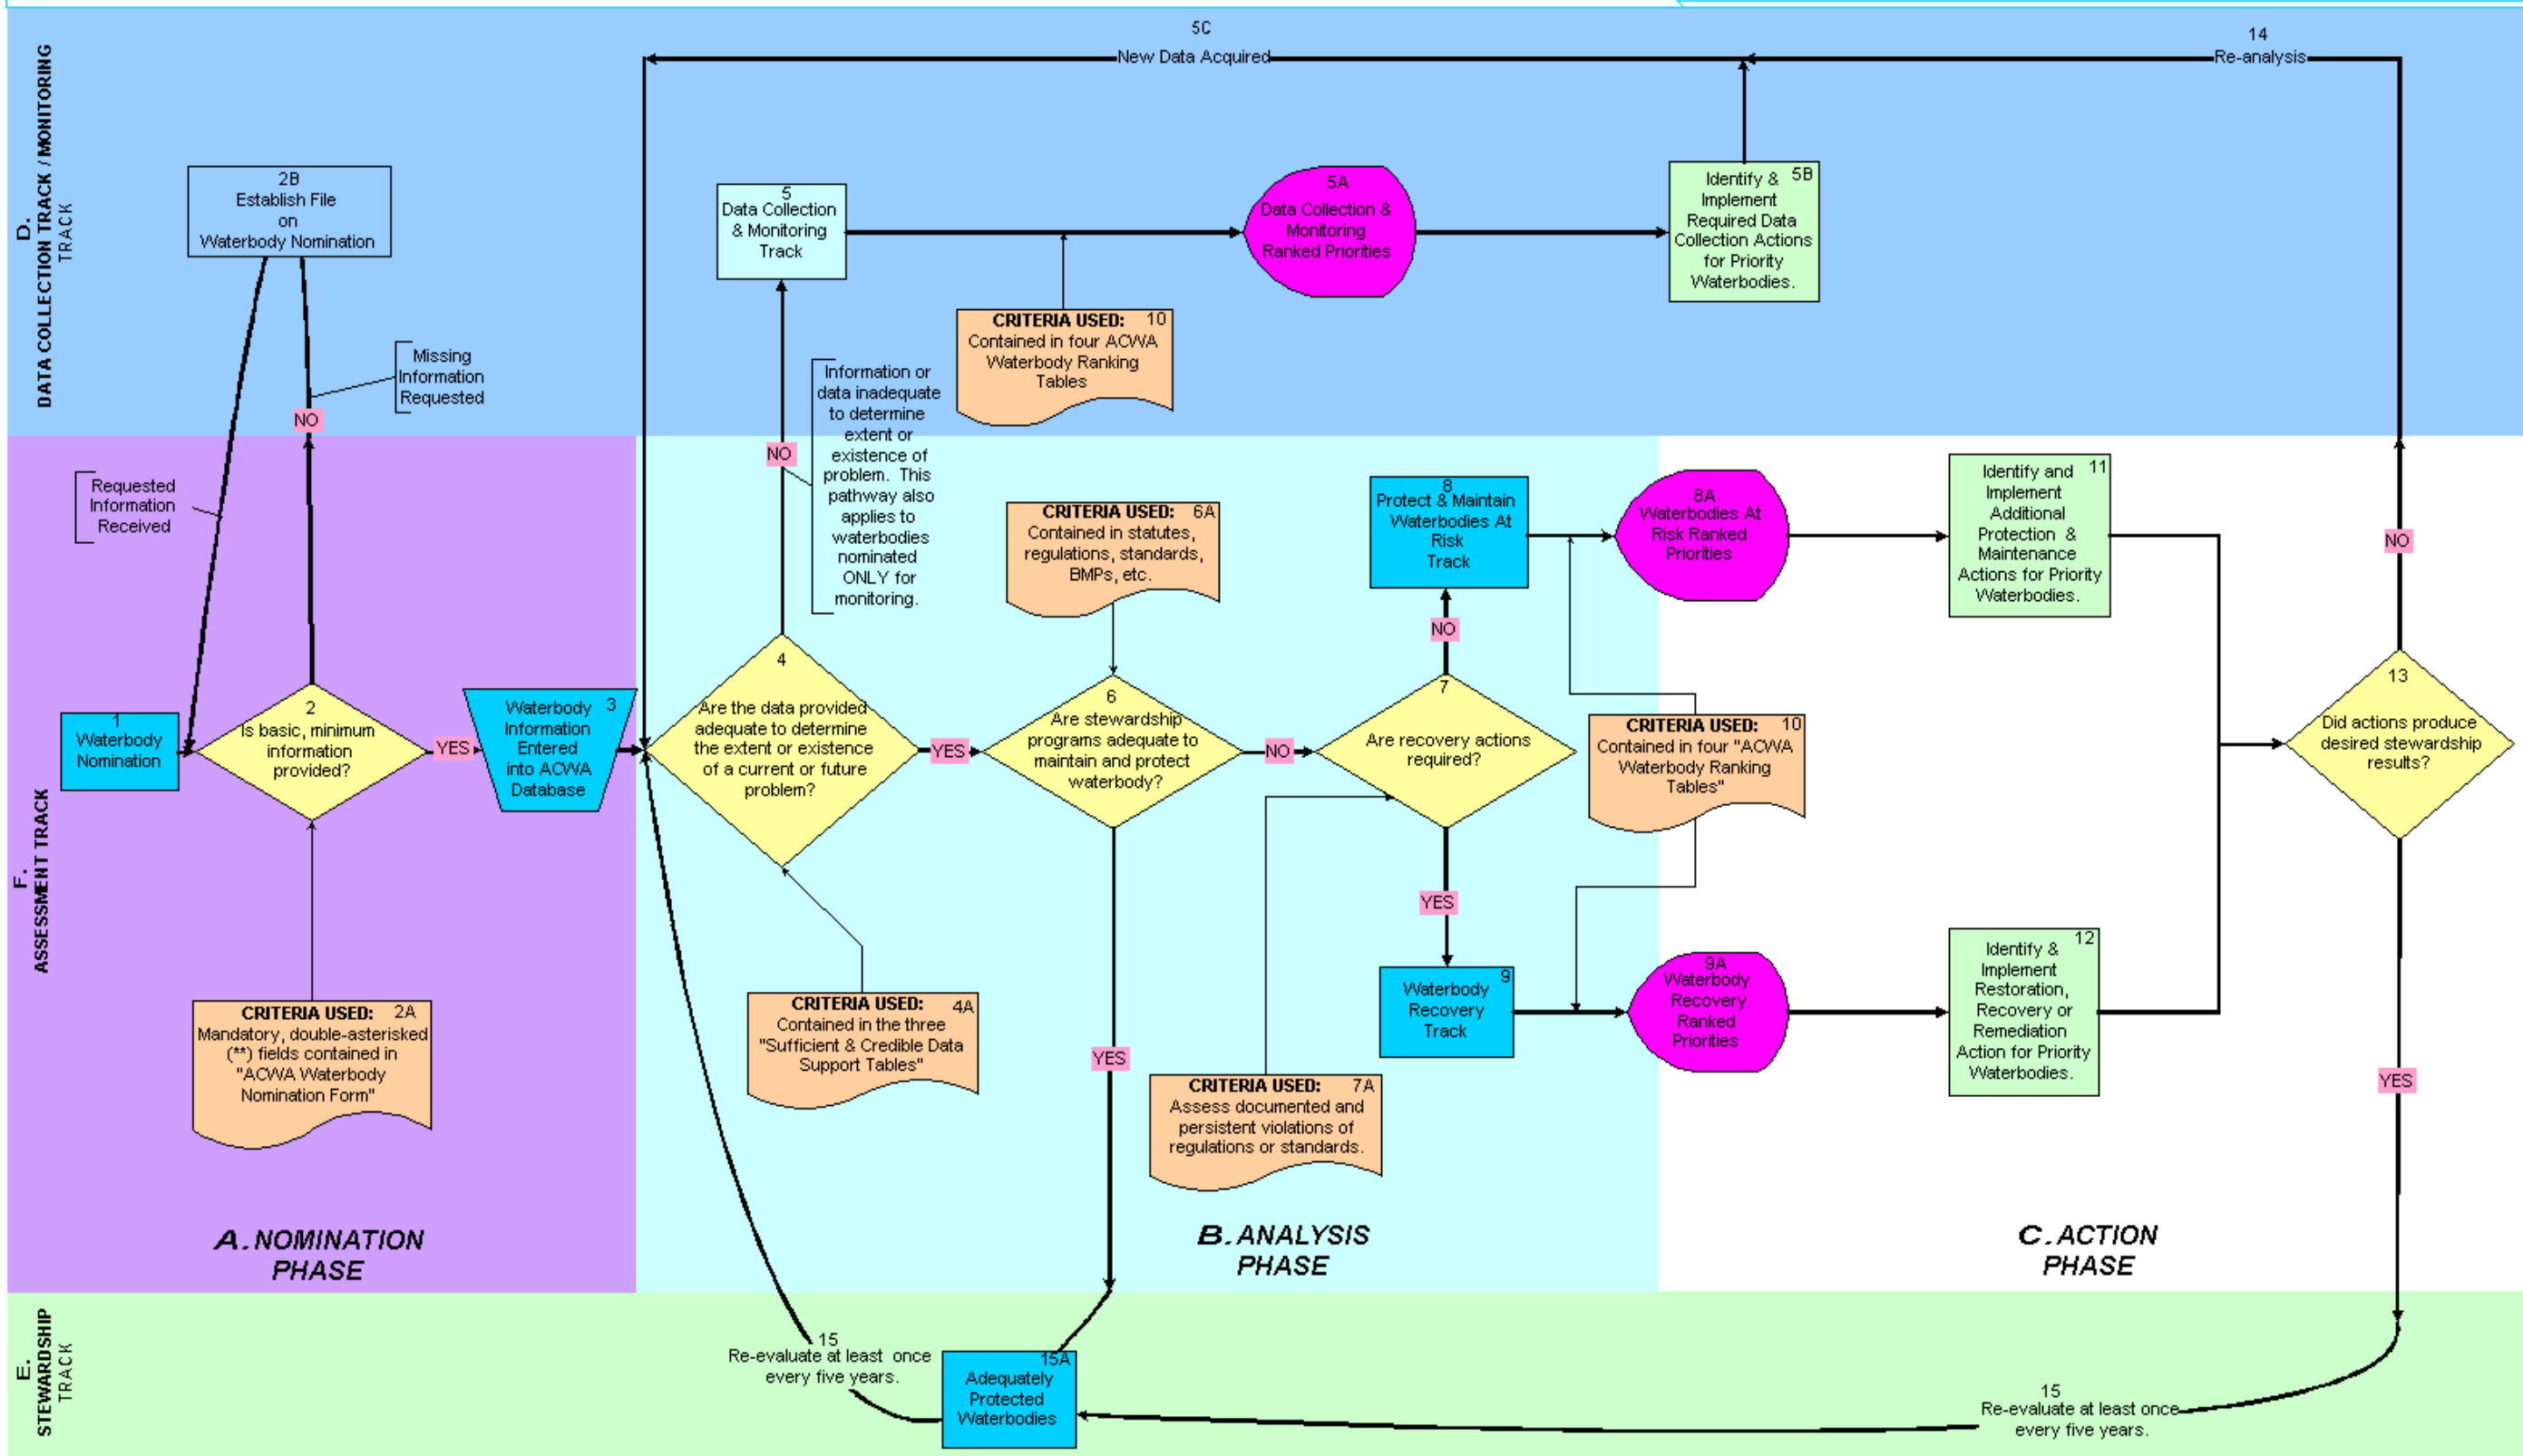 5C
New Data Acquired
14
Re-analysis
D.
DATA COLLECTION TRACK / MONITORING
TRACK
2B
Establish File
on
Waterbody Nomination
Missing
Information
Requested
NO
Requested
Information
Received
5
Data Collection
& Monitoring
Track
5A
Data Collection &
Monitoring
Ranked Priorities
Identify & 5B
Implement
Required Data
Collection Actions
for Priority
Waterbodies.
CRITERIA USED: 10
Contained in four ACWA
Waterbody Ranking
Tables
NO
Information or
data inadequate
to determine
extent or
existence of
problem. This
pathway also
applies to
waterbodies
nominated
ONLY for
monitoring.
F.
ASSESSMENT TRACK
1
Waterbody
Nomination
2
Is basic, minimum
information
provided?
YES
Waterbody 3
Information
Entered
into ACWA
Database
CRITERIA USED: 2A
Mandatory, double-asterisked
(**) fields contained in
"ACWA Waterbody
Nomination Form"
4
Are the data provided
adequate to determine
the extent or existence
of a current or future
problem?
YES
CRITERIA USED: 4A
Contained in the three
"Sufficient & Credible Data
Support Tables"
CRITERIA USED: 6A
Contained in statutes,
regulations, standards,
BMPs, etc.
6
Are stewardship
programs adequate to
maintain and protect
waterbody?
NO
YES
7
Are recovery actions
required?
NO
YES
CRITERIA USED: 7A
Assess documented and
persistent violations of
regulations or standards.
8
Protect & Maintain
Waterbodies At
Risk
Track
8A
Waterbodies At
Risk Ranked
Priorities
Identify and 11
Implement
Additional
Protection &
Maintenance
Actions for Priority
Waterbodies.
CRITERIA USED: 10
Contained in four "ACWA
Waterbody Ranking
Tables"
9
Waterbody
Recovery
Track
9A
Waterbody
Recovery
Ranked
Priorities
12
Identify &
Implement
Restoration,
Recovery or
Remediation
Action for Priority
Waterbodies.
13
Did actions produce
desired stewardship
results?
NO
YES
A. NOMINATION
PHASE
B. ANALYSIS
PHASE
C. ACTION
PHASE
E.
STEWARDSHIP
TRACK
15
Re-evaluate at least once
every five years.
15A
Adequately
Protected
Waterbodies
15
Re-evaluate at least once
every five years.